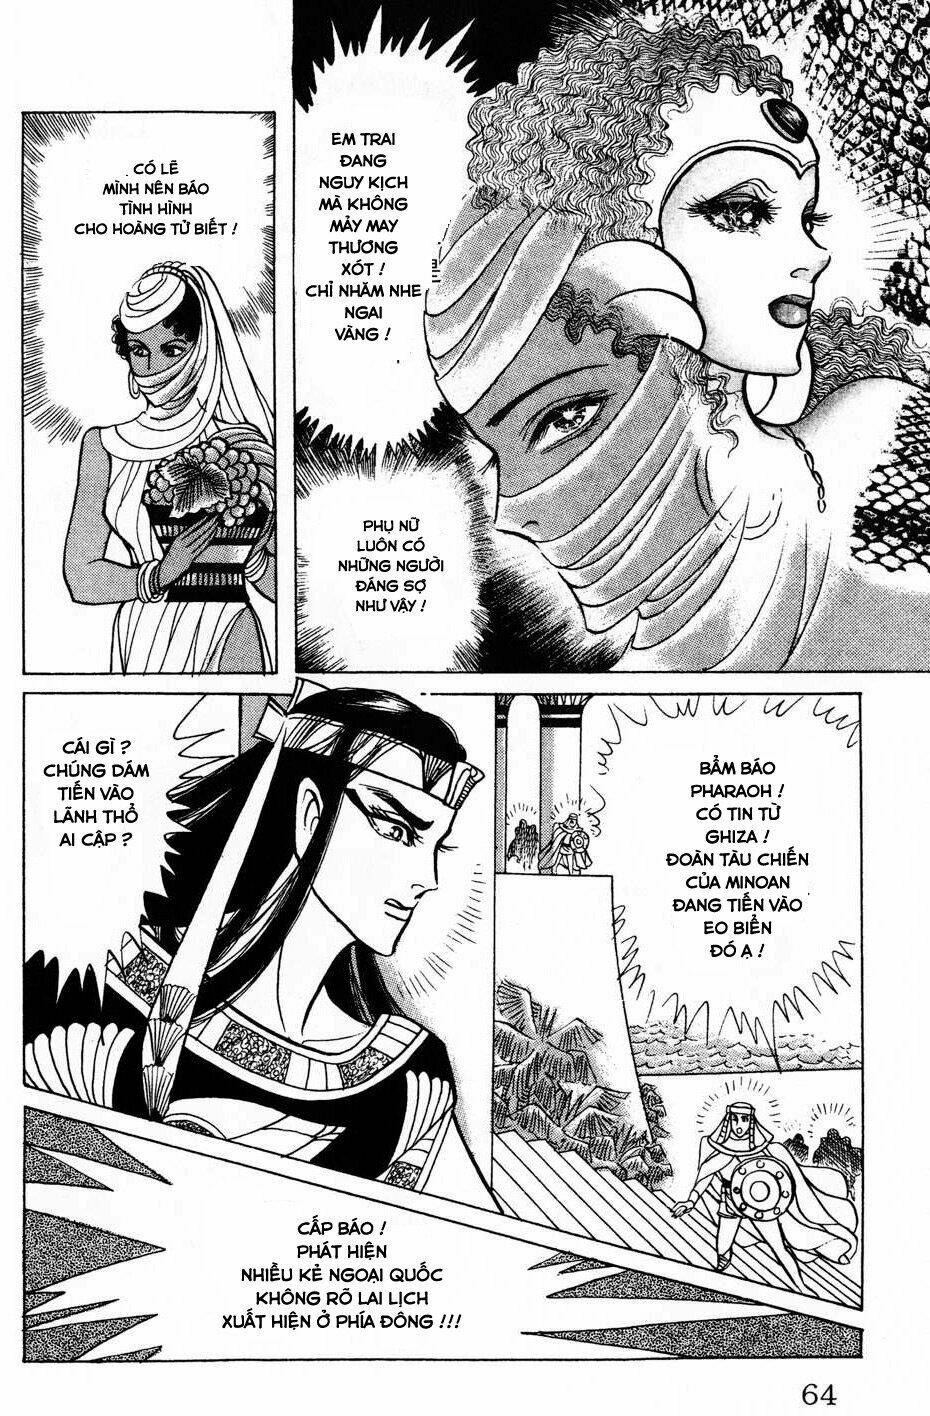 EM TRAI
ĐANG
NGUY KỊCH
MÀ KHÔNG
MẢY MAY
THƯƠNG
XÓT !
CHỈ NHĂM NHE
NGAI
VÀNG !
PHỤ NỮ
LUÔN CÓ
NHỮNG NGƯỜI
ĐÁNG SỢ
NHƯ VẬY !
CÓ LẼ
MÌNH NÊN BÁO
TÌNH HÌNH
CHO HOÀNG TỬ BIẾT !
BẨM BÁO
PHARAOH !
CÓ TIN TỪ
GHIZA !
ĐOÀN TÀU CHIẾN
CỦA MINOAN
ĐANG TIẾN VÀO
EO BIỂN
ĐÓ Ạ !
CÁI GÌ ?
CHÚNG DÁM
TIẾN VÀO
LÃNH THỔ
AI CẬP ?
CẤP BÁO !
PHÁT HIỆN
NHIỀU KẺ NGOẠI QUỐC
KHÔNG RÕ LAI LỊCH
XUẤT HIỆN Ở PHÍA ĐÔNG !!!
64